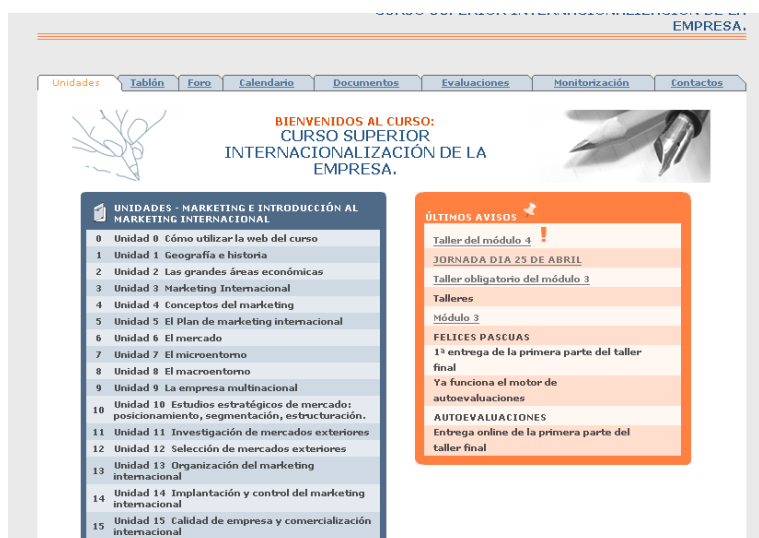 CURSO SUPERIOR INTERNACIONALIZACIÓN DE LA
EMPRESA.
Unidades
Tablón
Foro
Calendario
Documentos
Evaluaciones
Monitorización
Contactos
BIENVENIDOS AL CURSO:
CURSO SUPERIOR
INTERNACIONALIZACIÓN DE LA
EMPRESA.
UNIDADES - MARKETING E INTRODUCCIÓN AL
MARKETING INTERNACIONAL
0 Unidad 0 Cómo utilizar la web del curso
1 Unidad 1 Geografía e historia
2 Unidad 2 Las grandes áreas económicas
3 Unidad 3 Marketing Internacional
4 Unidad 4 Conceptos del marketing
5 Unidad 5 El Plan de marketing internacional
6 Unidad 6 El mercado
7 Unidad 7 El microentorno
8 Unidad 8 El macroentorno
9 Unidad 9 La empresa multinacional
10 Unidad 10 Estudios estratégicos de mercado:
posicionamiento, segmentación, estructuración.
11 Unidad 11 Investigación de mercados exteriores
12 Unidad 12 Selección de mercados exteriores
13 Unidad 13 Organización del marketing
internacional
14 Unidad 14 Implantación y control del marketing
internacional
15 Unidad 15 Calidad de empresa y comercialización
internacional
ÚLTIMOS AVISOS
Taller del módulo 4
JORNADA DIA 25 DE ABRIL
Taller obligatorio del módulo 3
Talleres
Módulo 3
FELICES PASCUAS
1ª entrega de la primera parte del taller
final
Ya funciona el motor de
autoevaluaciones
AUTOEVALUACIONES
Entrega online de la primera parte del
taller final